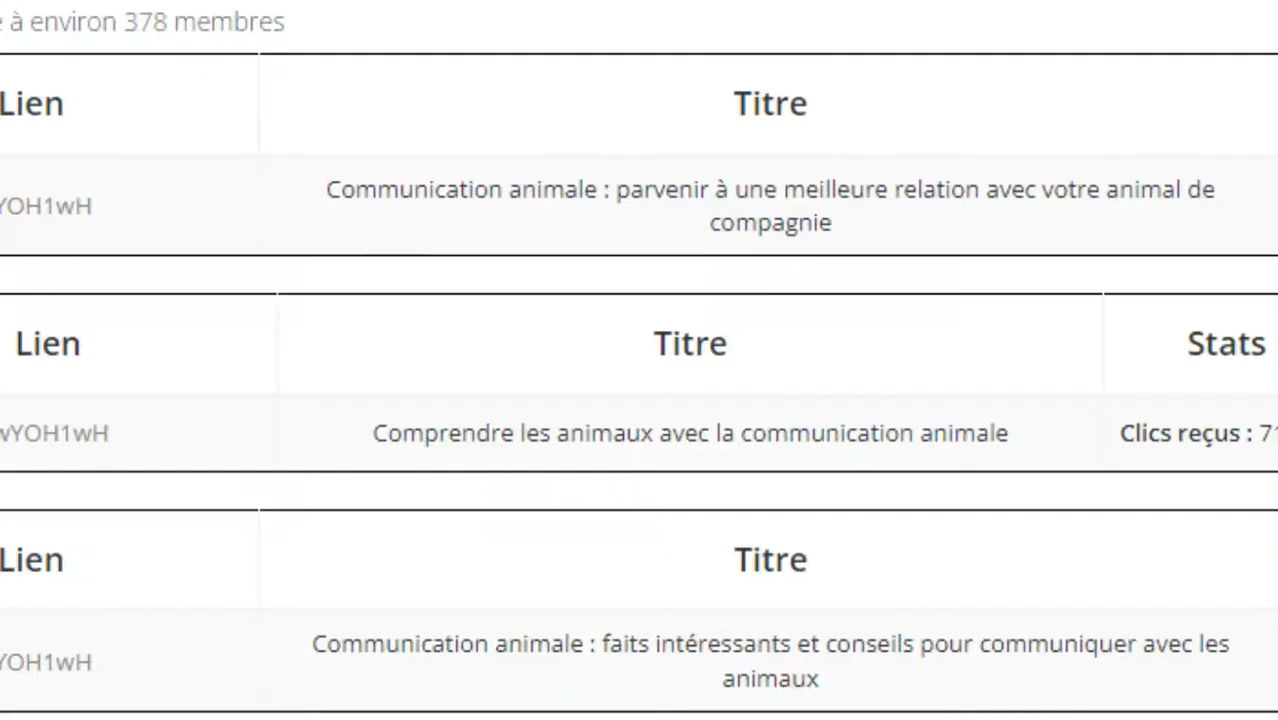 à environ 378 membres
Lien
Titre
YOH1wH
Communication animale : parvenir à une meilleure relation avec votre animal de
compagnie
Lien
Titre
Stats
wYOH1wH
Comprendre les animaux avec la communication animale
Clics reçus : 71
Lien
Titre
YOH1wH
Communication animale : faits intéressants et conseils pour communiquer avec les
animaux